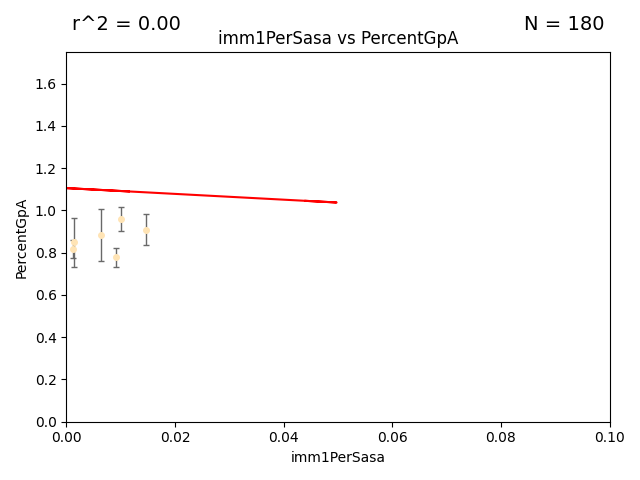 r^2 = 0.00
N = 180
imm1PerSasa vs PercentGpA
1.6
1.4
1.2
1.0
0.8
0.6
0.4
0.2
0.0
PercentGpA
0.00 0.02 0.04 0.06 0.08 0.10
imm1PerSasa